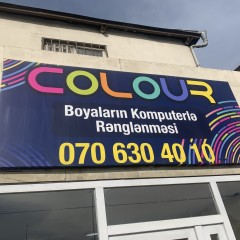 COLOUR
Boyaların Komputerlə
Rənglənməsi
070 630 40 10